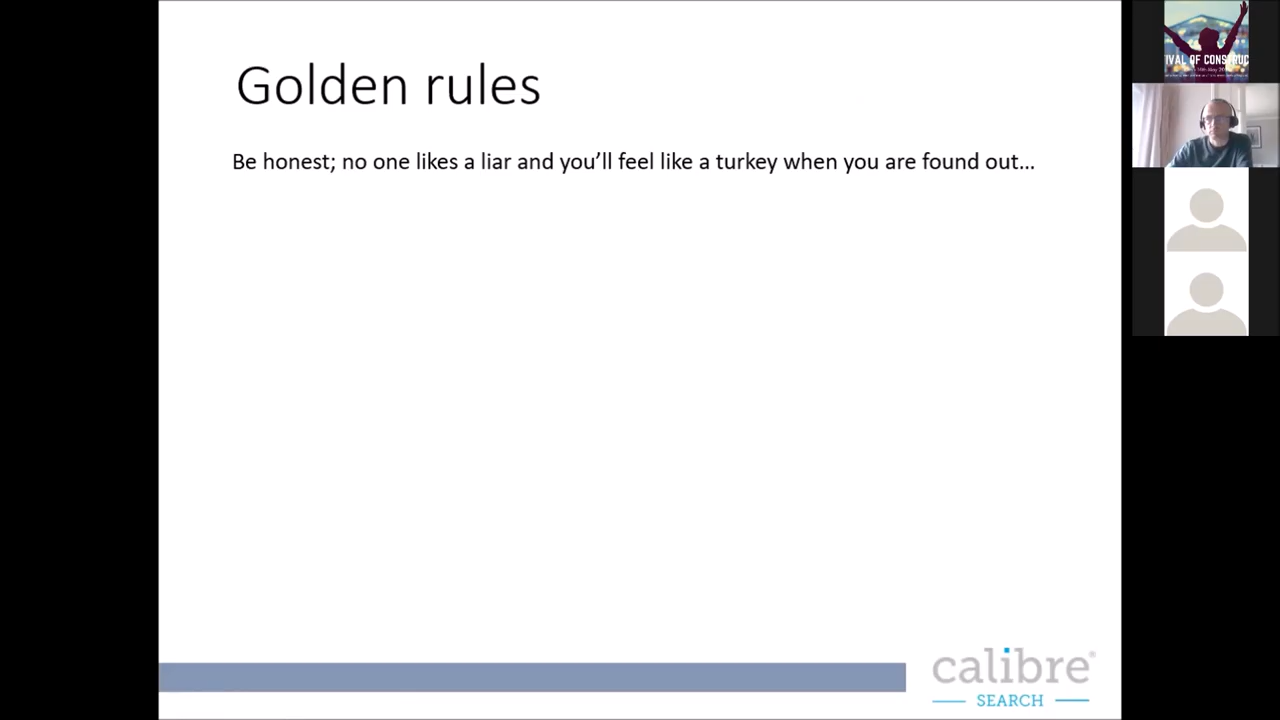 Golden rules
Be honest; no one likes a liar and you’ll feel like a turkey when you are found out…
IVAL OF CONSTRUC
calibre®
SEARCH